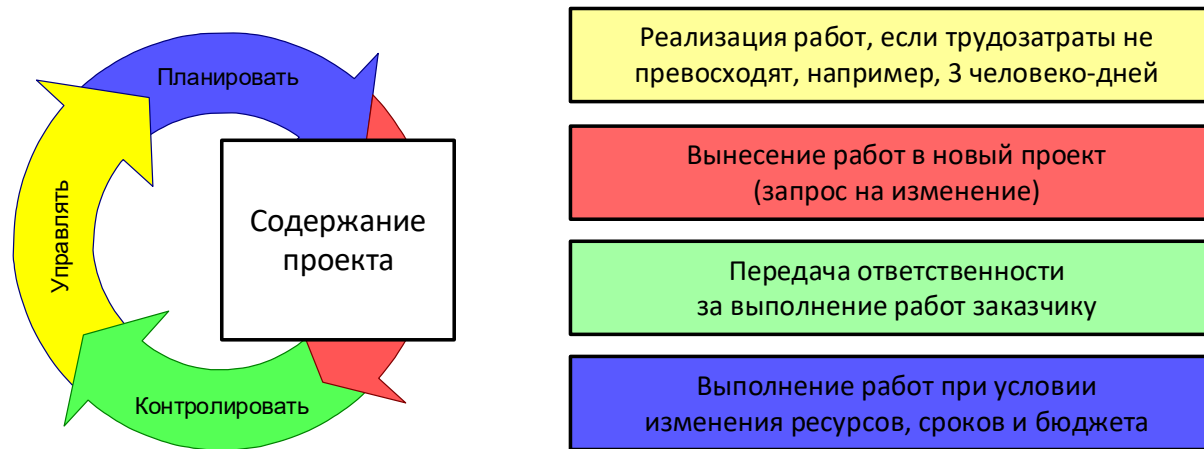 Планировать
Управлять
Содержание
проекта
Контролировать
Реализация работ, если трудозатраты не
превосходят, например, 3 человеко-дней
Вынесение работ в новый проект
(запрос на изменение)
Передача ответственности
за выполнение работ заказчику
Выполнение работ при условии
изменения ресурсов, сроков и бюджета